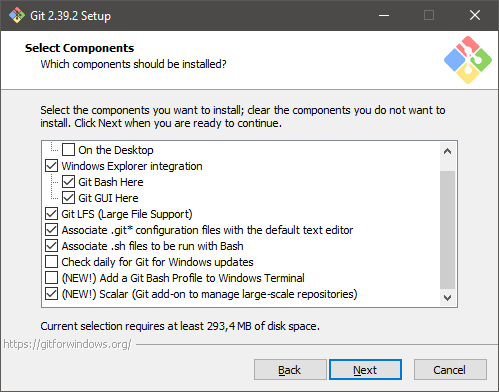 Git 2.39.2 Setup
Select Components
Which components should be installed?
Select the components you want to install; clear the components you do not want to
install. Click Next when you are ready to continue.
On the Desktop
Windows Explorer integration
Git Bash Here
Git GUI Here
Git LFS (Large File Support)
Associate .git* configuration files with the default text editor
Associate .sh files to be run with Bash
Check daily for Git for Windows updates
(NEW!) Add a Git Bash Profile to Windows Terminal
(NEW!) Scalar (Git add-on to manage large-scale repositories)
Current selection requires at least 293,4 MB of disk space.
https://gitforwindows.org/
Back Next Cancel